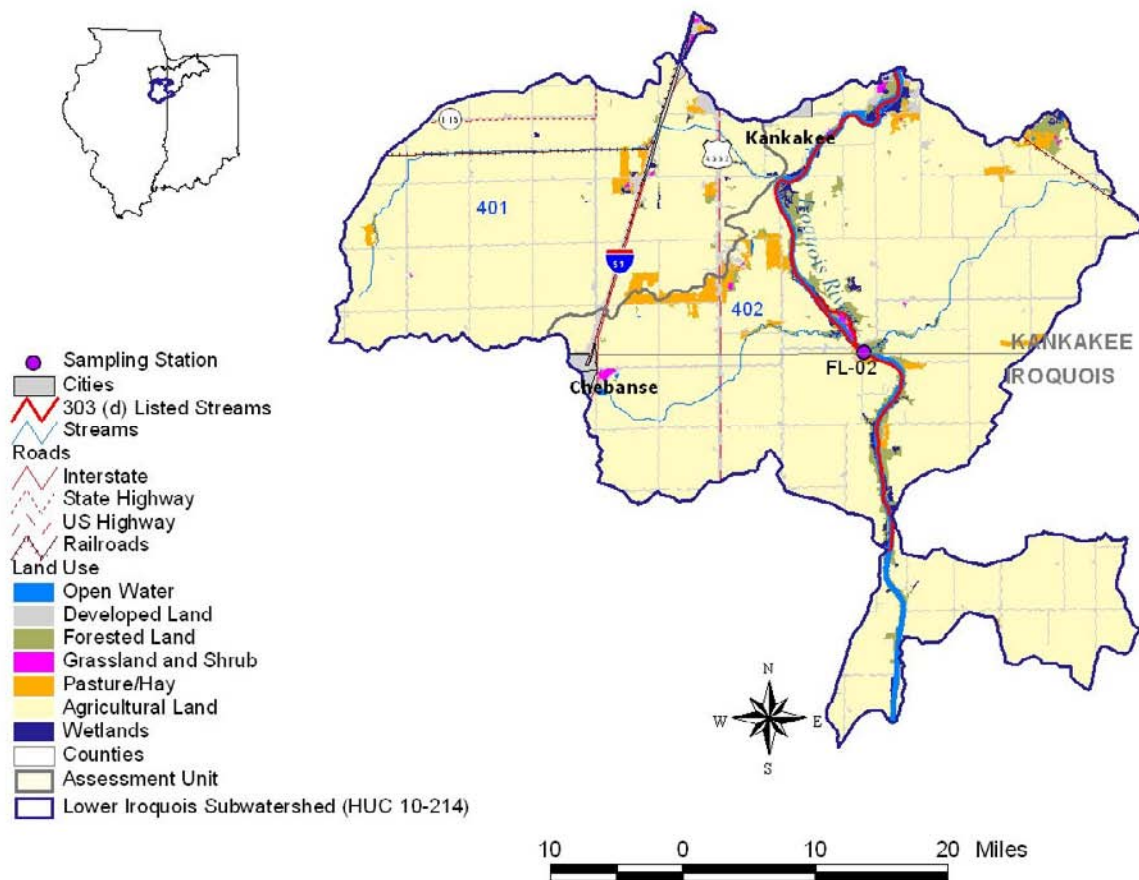 115
Kankakee
401
Iroquois River
402
KANKAKEE
IROQUOIS
FL-02
Chebanse
Sampling Station
Cities
303 (d) Listed Streams
Streams
Roads
Interstate
State Highway
US Highway
Railroads
Land Use
Open Water
Developed Land
Forested Land
Grassland and Shrub
Pasture/Hay
Agricultural Land
Wetlands
Counties
Assessment Unit
Lower Iroquois Subwatershed (HUC 10-214)
N
W
E
S
10 0 10 20 Miles